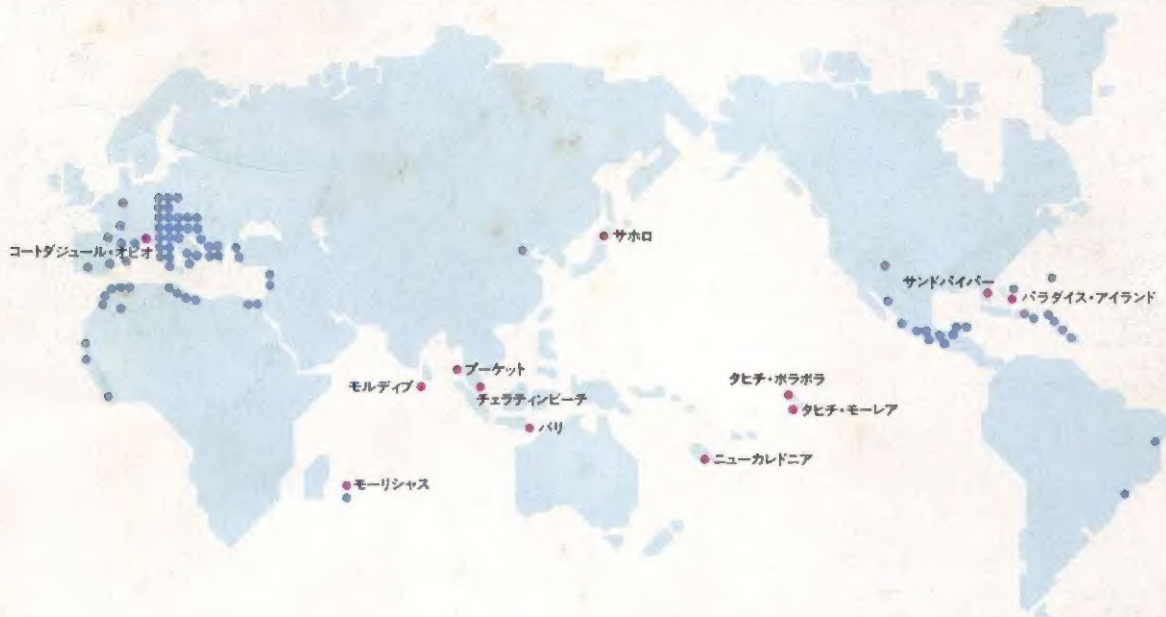 サホロ
コートダジュール・オピオ
サンドパイパー
パラダイス・アイランド
プーケット
モルディブ
チェラティンビーチ
タヒチ・ボラボラ
タヒチ・モーレア
バリ
ニューカレドニア
モーリシャス